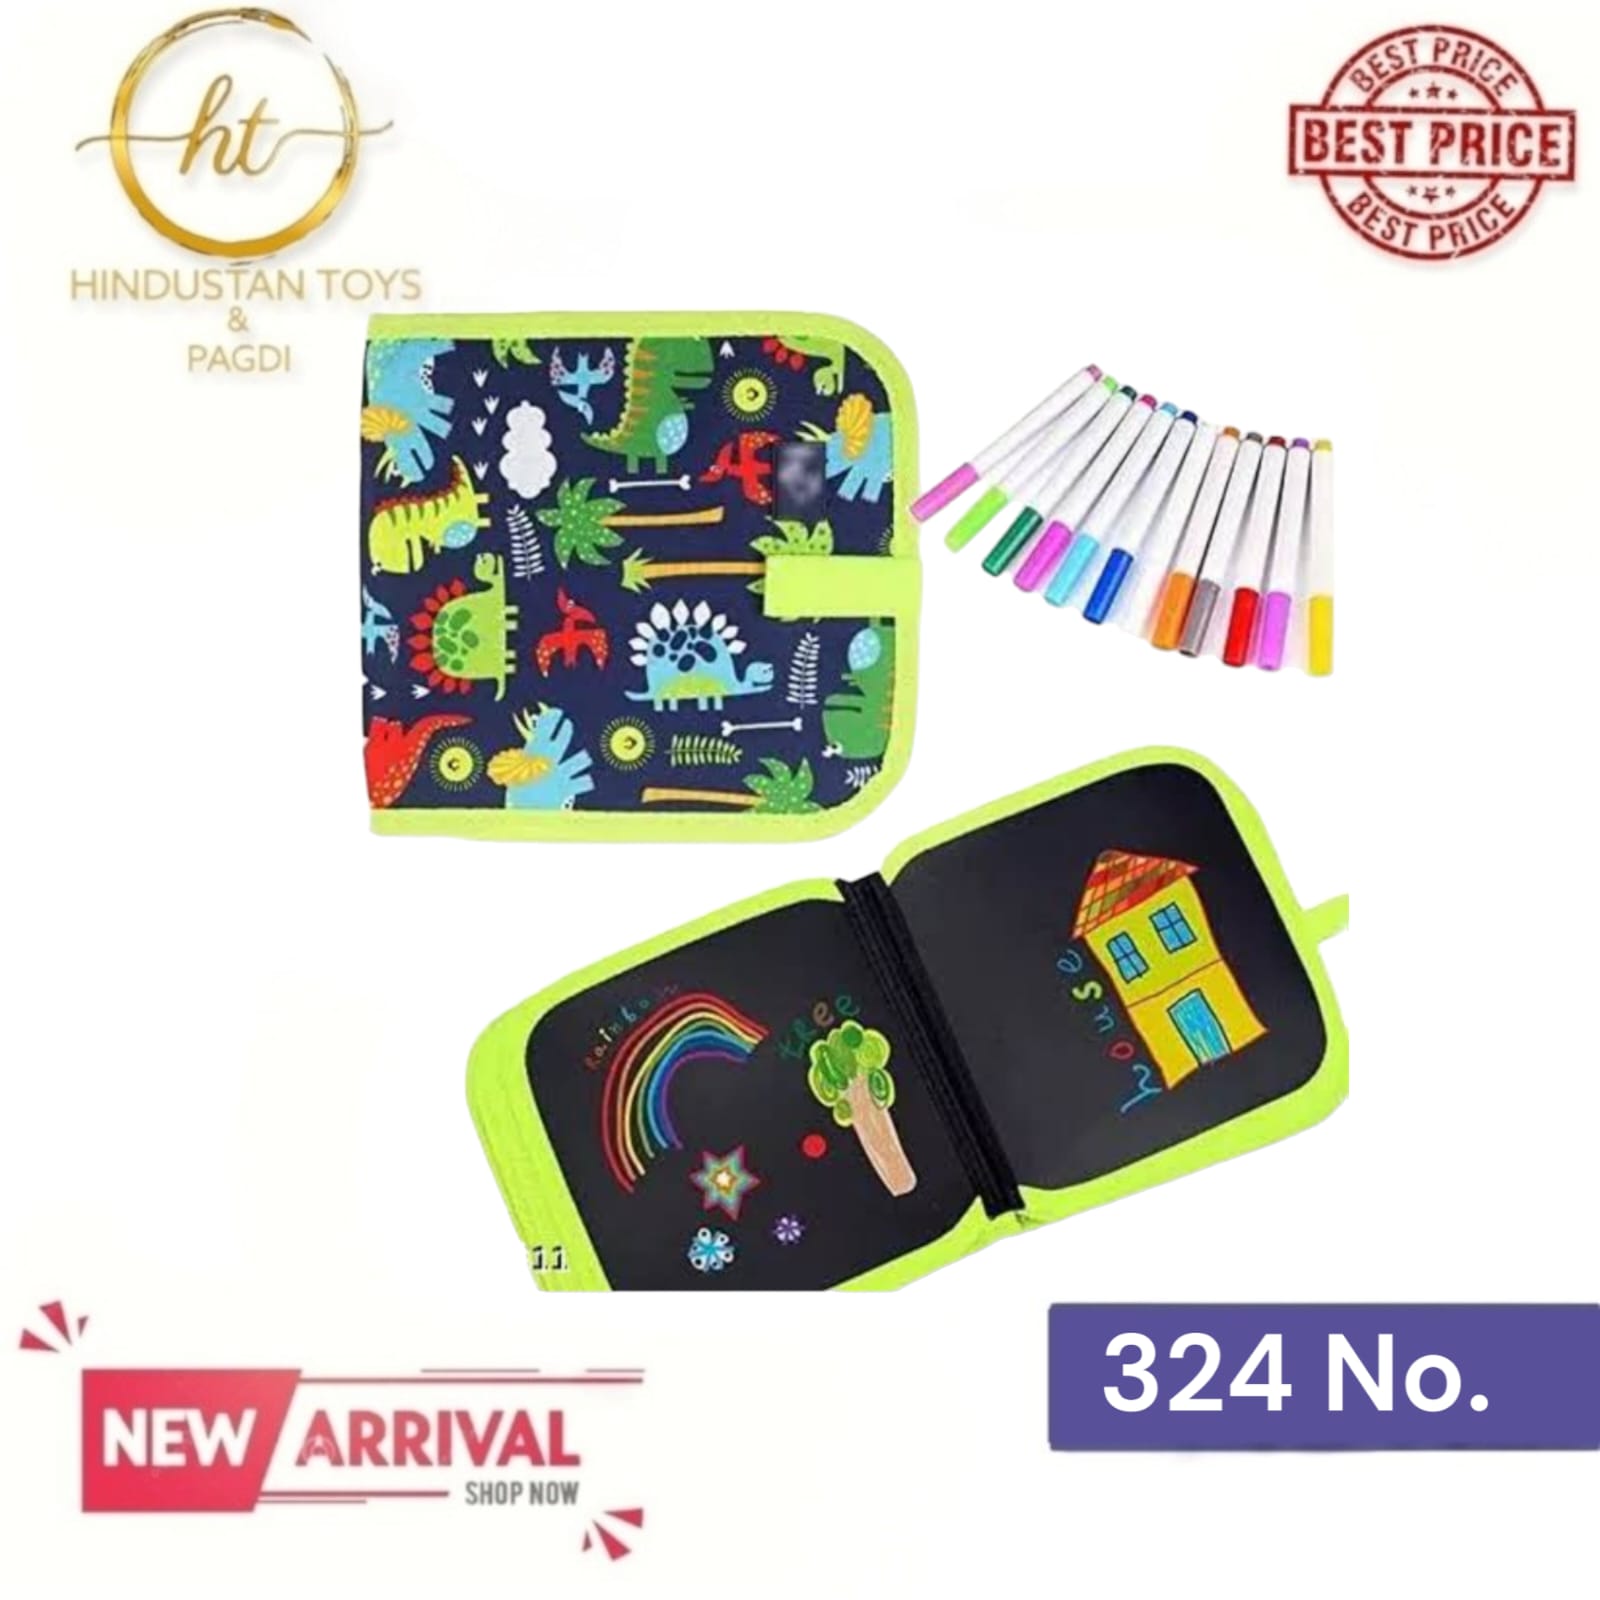 ht
HINDUSTAN TOYS
&
PAGDI
BEST PRICE
BEST PRICE
BEST PRICE
rainbow
tree
house
11
324 No.
NEW ARRIVAL
SHOP NOW